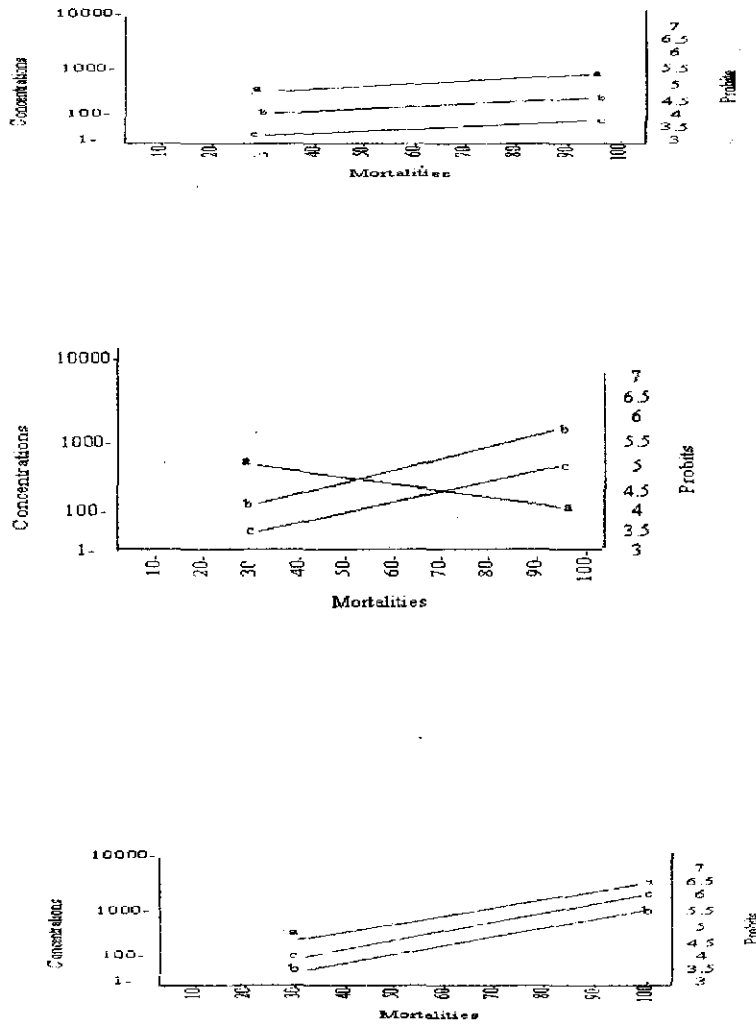 10000-
1000-
100-
1-
Concentrations
a
b
c
a
b
c
10-
20-
40-
50-
60-
70-
80-
90-
100-
Mortalities
7
6.5
6
5.5
5
4.5
4
3.5
3
Probits
10000-
1000-
100-
1-
Concentrations
a
b
c
b
c
a
10-
20-
30-
40-
50-
60-
70-
80-
90-
100-
Mortalities
7
6.5
6
5.5
5
4.5
4
3.5
3
Probits
10000-
1000-
100-
1-
Concentrations
a
c
c
b
10-
20-
30-
40-
50-
60-
70-
80-
90-
100-
Mortalities
7
6.5
6
5.5
5
4.5
4
3.5
3
Probits